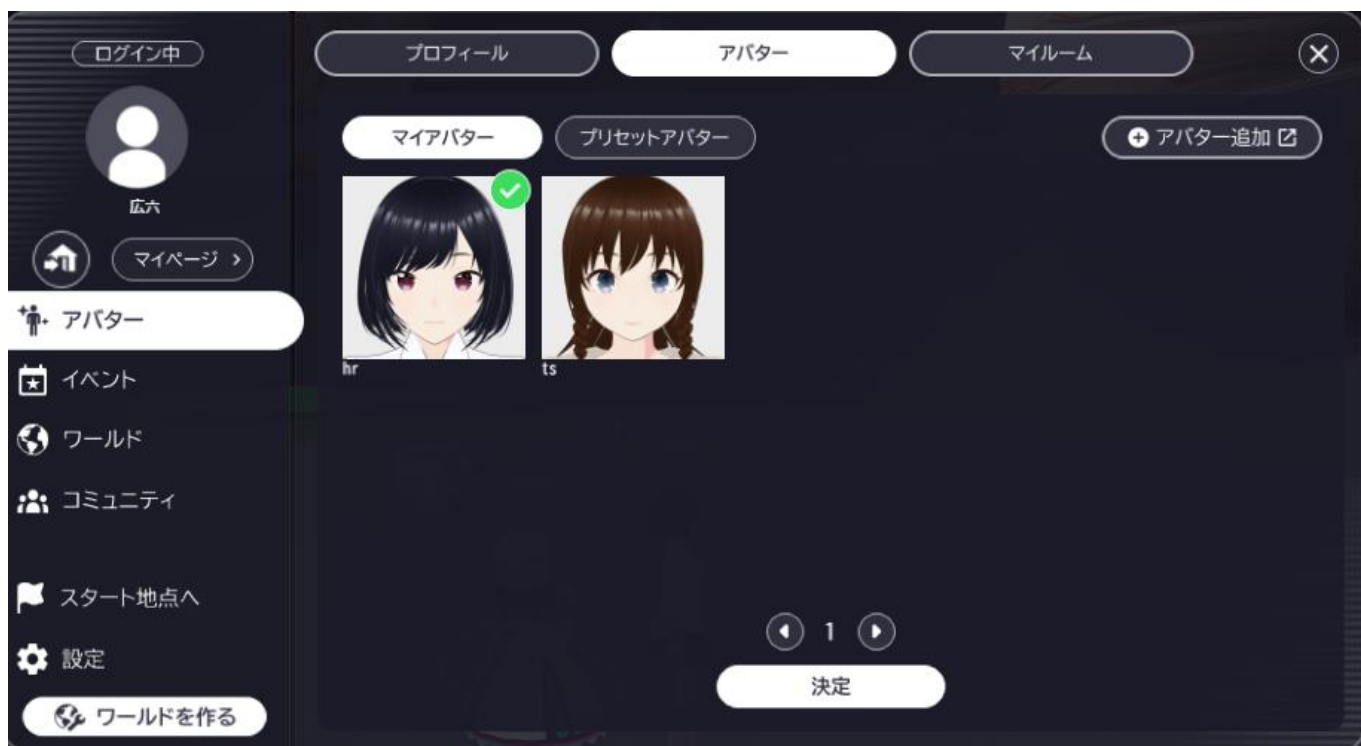 ログイン中
広六
マイページ
アバター
イベント
ワールド
コミュニティ
スタート地点へ
設定
ワールドを作る
プロフィール
アバター
マイルーム
マイアバター
プリセットアバター
アバター追加
hr
ts
1
決定